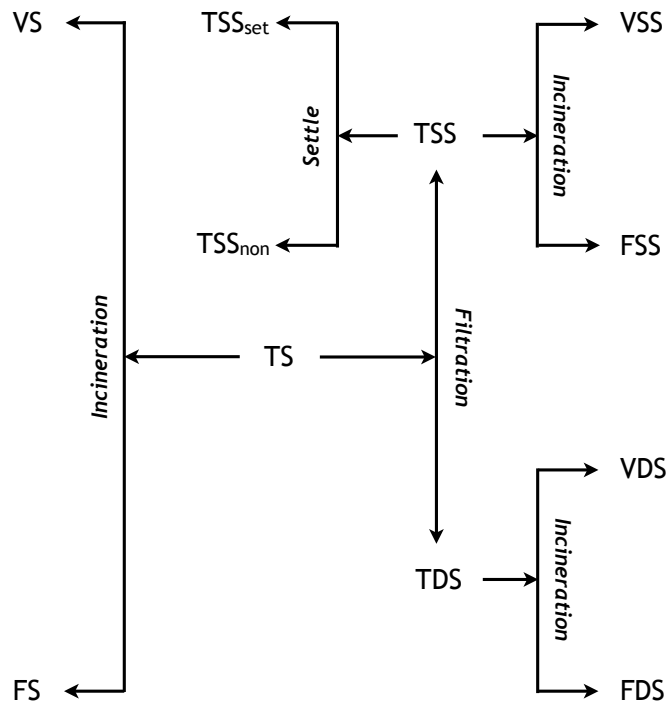 VS
TSSset
VSS
Settle
TSS
Incineration
TSSnon
FSS
Incineration
TS
Filtration
VDS
TDS
Incineration
FS
FDS